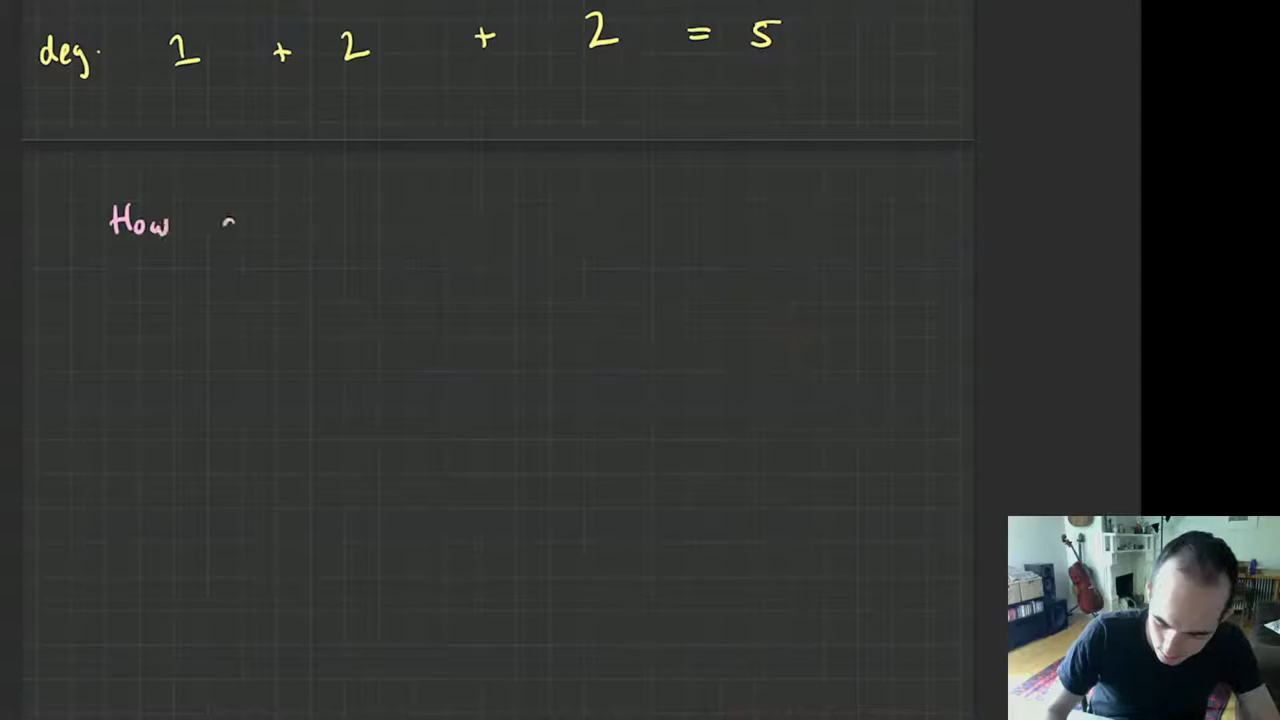 deg. 1 + 2 + 2 = 5
How